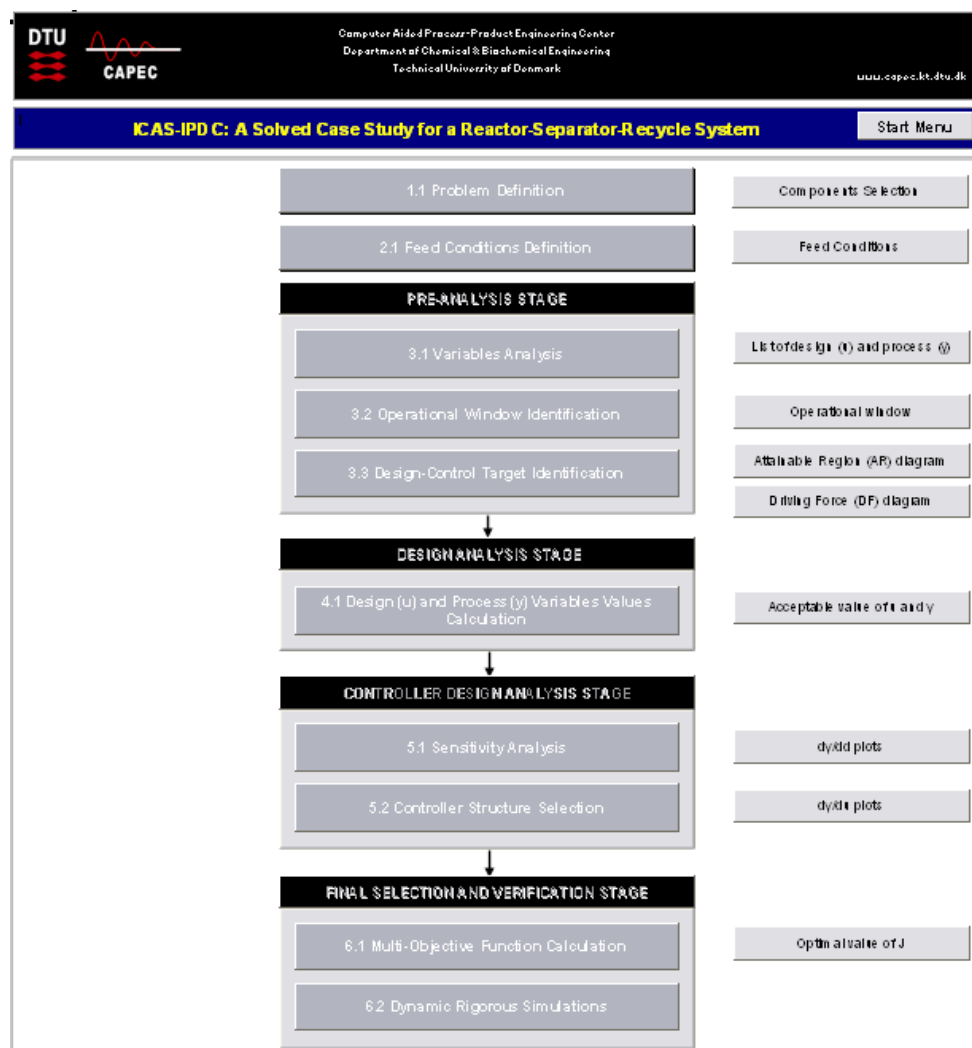 DTU
CAPEC
Computer Aided Process-Product Engineering Center
Department of Chemical & Biochemical Engineering
Technical University of Denmark
www.capec.kt.dtu.dk
ICAS-IPDC: A Solved Case Study for a Reactor-Separator-Recycle System
Start Menu
1.1 Problem Definition
Components Selection
2.1 Feed Conditions Definition
Feed Conditions
PRE-ANALYSIS STAGE
3.1 Variables Analysis
List of design (u) and process (y)
3.2 Operational Window Identification
Operational window
3.3 Design-Control Target Identification
Attainable Region (AR) diagram
Driving Force (DF) diagram
DESIGN ANALYSIS STAGE
4.1 Design (u) and Process (y) Variables Values
Calculation
Acceptable value of u and y
CONTROLLER DESIGN ANALYSIS STAGE
5.1 Sensitivity Analysis
dy/dd plots
5.2 Controller Structure Selection
dy/du plots
FINAL SELECTION AND VERIFICATION STAGE
6.1 Multi-Objective Function Calculation
Optimal value of J
6.2 Dynamic Rigorous Simulations